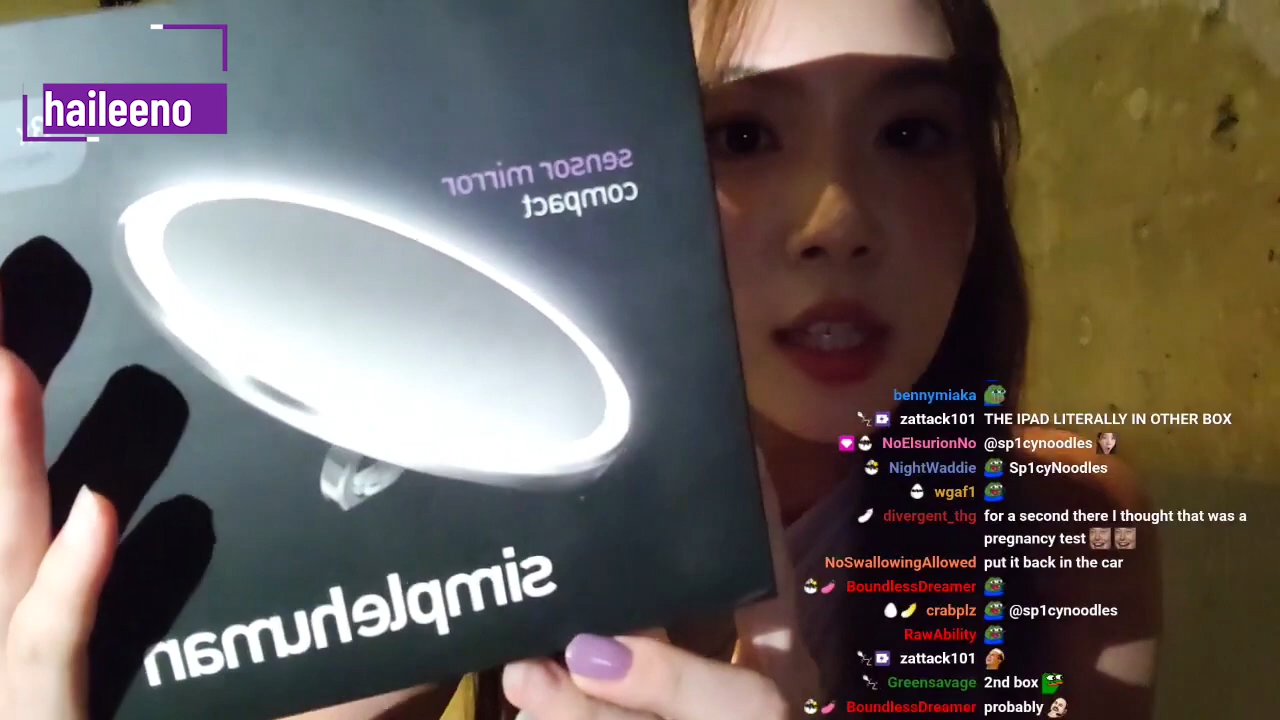 haileeno
sensor mirror
compact
simplehuman
bennymiaka
zattack101 THE IPAD LITERALLY IN OTHER BOX
NoElsurionNo @sp1cynoodles
NightWaddie Sp1cyNoodles
wgaf1
divergent_thg for a second there I thought that was a
pregnancy test
NoSwallowingAllowed put it back in the car
BoundlessDreamer
crabplz @sp1cynoodles
RawAbility
zattack101
Greensavage 2nd box
BoundlessDreamer probably